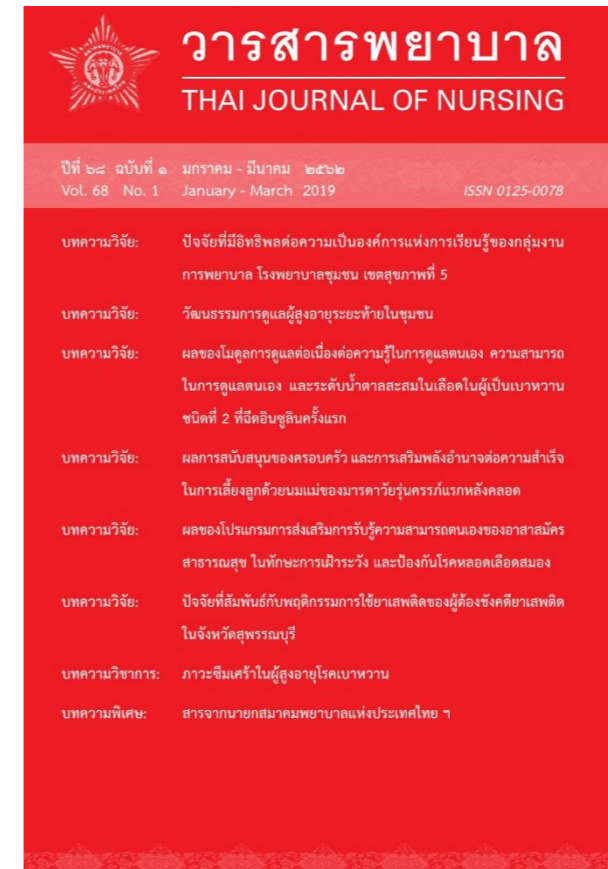 วารสารพยาบาล
THAI JOURNAL OF NURSING
ปีที่ ๖๘ ฉบับที่ ๑ มกราคม - มีนาคม ๒๕๖๒
Vol. 68 No. 1 January - March 2019 ISSN 0125-0078
บทความวิจัย: ปัจจัยที่มีอิทธิพลต่อความเป็นองค์การแห่งการเรียนรู้ของกลุ่มงาน
การพยาบาล โรงพยาบาลชุมชน เขตสุขภาพที่ 5
บทความวิจัย: วัฒนธรรมการดูแลผู้สูงอายุระยะท้ายในชุมชน
บทความวิจัย: ผลของโมดูลการดูแลต่อเนื่องต่อความรู้ในการดูแลตนเอง ความสามารถ
ในการดูแลตนเอง และระดับน้ำตาลสะสมในเลือดในผู้เป็นเบาหวาน
ชนิดที่ 2 ที่ฉีดอินซูลินครั้งแรก
บทความวิจัย: ผลการสนับสนุนของครอบครัว และการเสริมพลังอำนาจต่อความสำเร็จ
ในการเลี้ยงลูกด้วยนมแม่ของมารดาวัยรุ่นครรภ์แรกหลังคลอด
บทความวิจัย: ผลของโปรแกรมการส่งเสริมการรับรู้ความสามารถตนเองของอาสาสมัคร
สาธารณสุข ในทักษะการเฝ้าระวัง และป้องกันโรคหลอดเลือดสมอง
บทความวิจัย: ปัจจัยที่สัมพันธ์กับพฤติกรรมการใช้ยาเสพติดของผู้ต้องขังคดียาเสพติด
ในจังหวัดสุพรรณบุรี
บทความวิชาการ: ภาวะซึมเศร้าในผู้สูงอายุโรคเบาหวาน
บทความพิเศษ: สารจากนายกสมาคมพยาบาลแห่งประเทศไทย ฯ